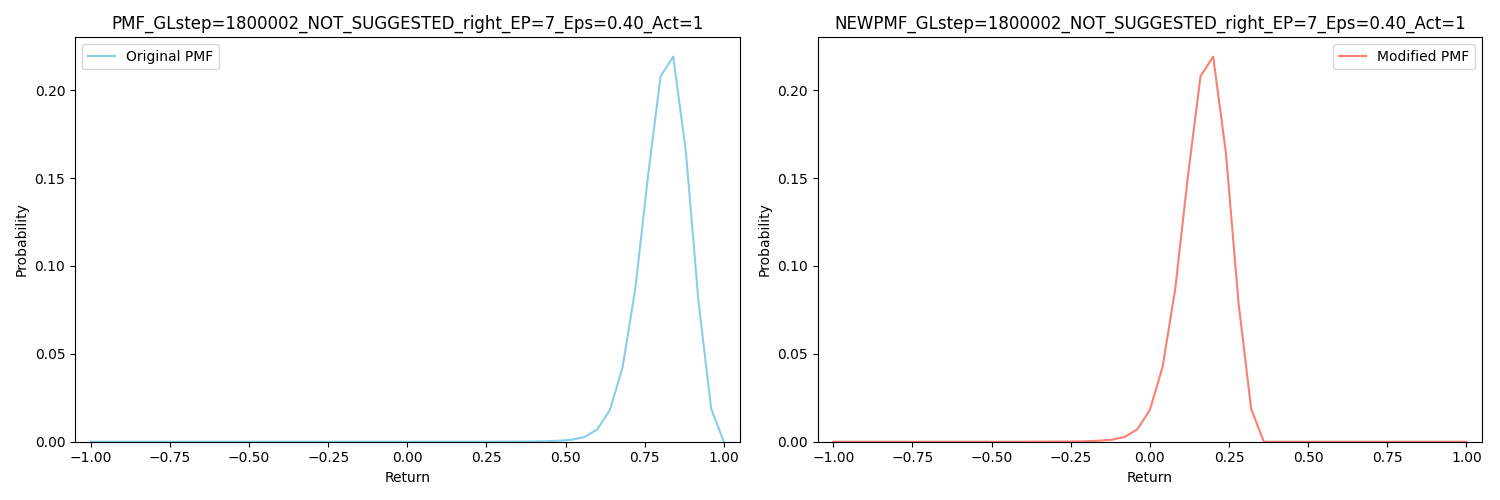 PMF_GLstep=1800002_NOT_SUGGESTED_right_EP=7_Eps=0.40_Act=1
Original PMF
0.20
0.15
0.10
0.05
0.00
Probability
−1.00 −0.75 −0.50 −0.25 0.00 0.25 0.50 0.75 1.00
Return
NEWPMF_GLstep=1800002_NOT_SUGGESTED_right_EP=7_Eps=0.40_Act=1
Modified PMF
0.20
0.15
0.10
0.05
0.00
Probability
−1.00 −0.75 −0.50 −0.25 0.00 0.25 0.50 0.75 1.00
Return